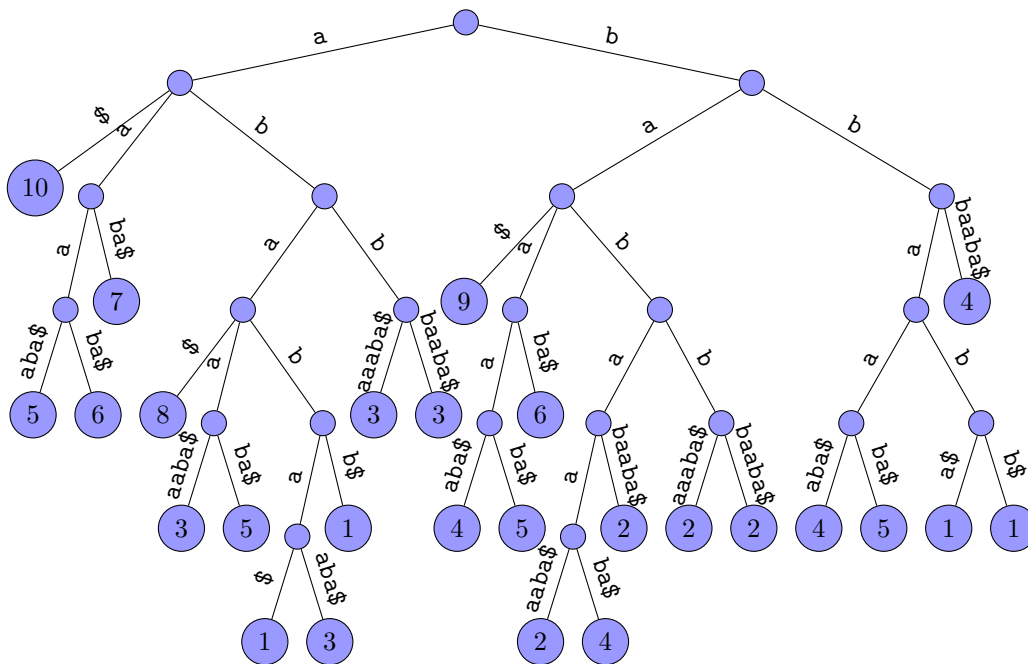 a b
$ a b a b
10
a ba$ a b $ a b a baaba$
7 9 4
aba$ ba$ $ a b aaaba$ baaba$ a ba$ a b a b
5 6 8 3 3 6
aaba$ ba$ a b$ aba$ ba$ a baaba$ aaaba$ baaba$ aba$ ba$ a$ b$
3 5 1 4 5 2 2 2 4 5 1 1
$ aba$ aaba$ ba$
1 3 2 4